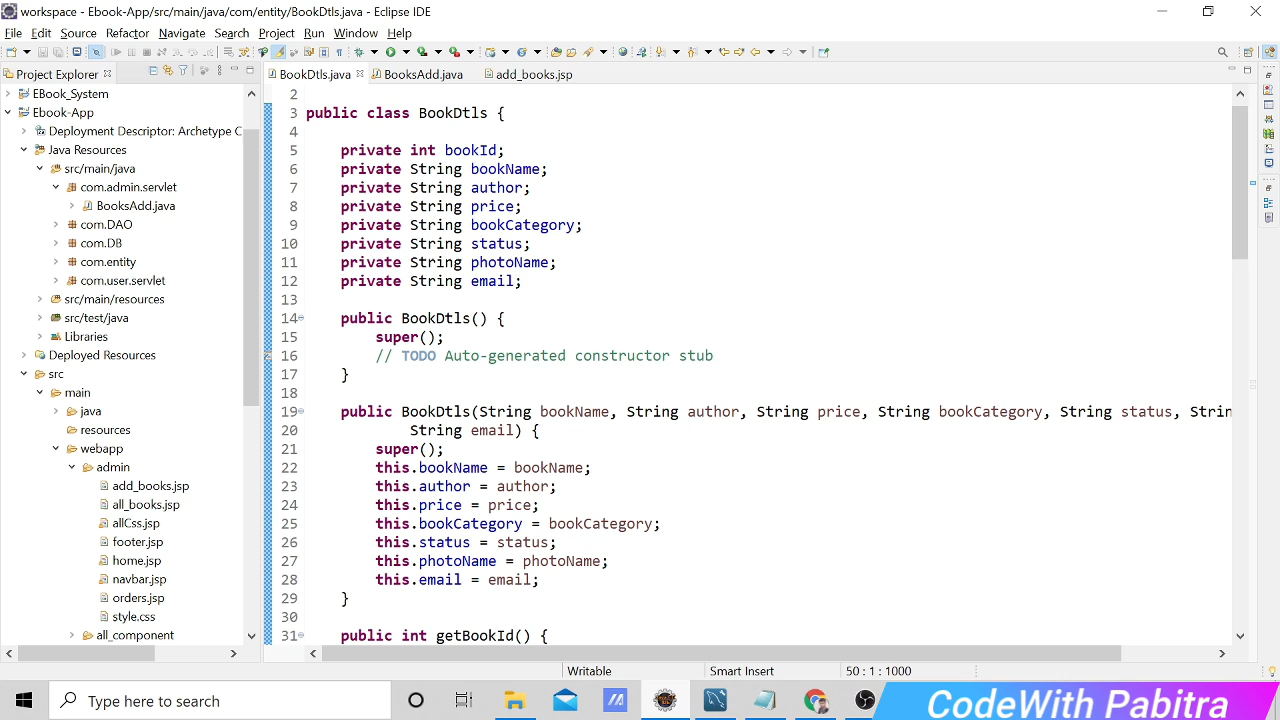 workspace - Ebook-App/src/main/java/com/entity/BookDtls.java - Eclipse IDE
File Edit Source Refactor Navigate Search Project Run Window Help
Project Explorer
BookDtls.java BooksAdd.java add_books.jsp
EBook_System
Ebook-App
Deployment Descriptor: Archetype C
Java Resources
src/main/java
com.admin.servlet
BooksAdd.java
com.DAO
com.DB
com.entity
com.user.servlet
src/main/resources
src/test/java
Libraries
Deployed Resources
src
main
java
resources
webapp
admin
add_books.jsp
all_books.jsp
allCss.jsp
footer.jsp
home.jsp
navbar.jsp
orders.jsp
style.css
all_component
2
3 public class BookDtls {
4
5 private int bookId;
6 private String bookName;
7 private String author;
8 private String price;
9 private String bookCategory;
10 private String status;
11 private String photoName;
12 private String email;
13
14 public BookDtls() {
15 super();
16 // TODO Auto-generated constructor stub
17 }
18
19 public BookDtls(String bookName, String author, String price, String bookCategory, String status, Strin
20 String email) {
21 super();
22 this.bookName = bookName;
23 this.author = author;
24 this.price = price;
25 this.bookCategory = bookCategory;
26 this.status = status;
27 this.photoName = photoName;
28 this.email = email;
29 }
30
31 public int getBookId() {
Writable Smart Insert 50 : 1 : 1000
Type here to search
CodeWith Pabitra